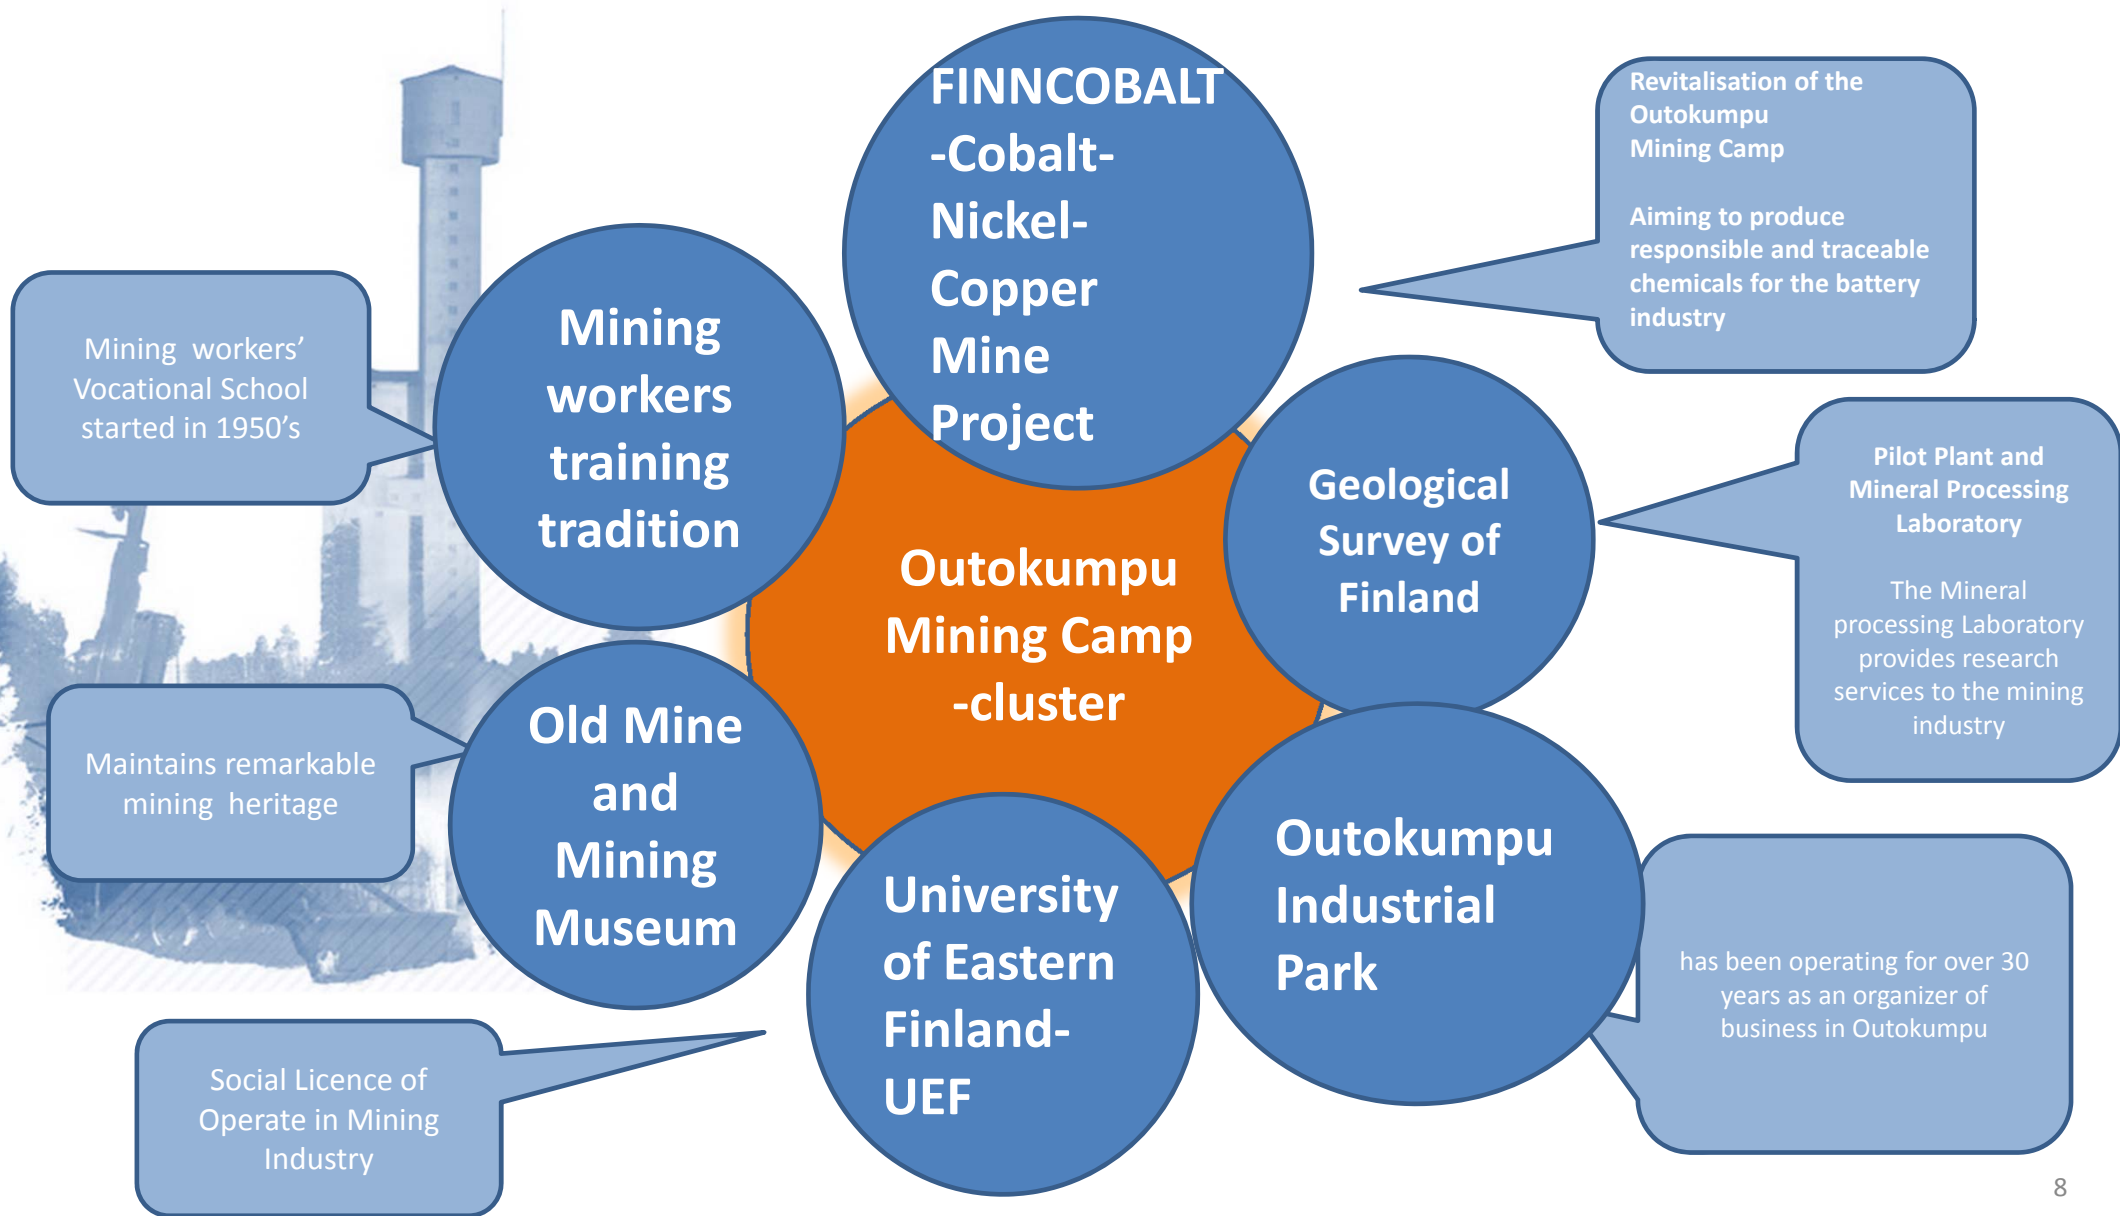 FINNCOBALT
-Cobalt-
Nickel-
Copper
Mine
Project
Revitalisation of the
Outokumpu
Mining Camp
Aiming to produce
responsible and traceable
chemicals for the battery
industry
Mining workers'
Vocational School
started in 1950's
Mining
workers
training
tradition
Geological
Survey of
Finland
Pilot Plant and
Mineral Processing
Laboratory
The Mineral
processing Laboratory
provides research
services to the mining
industry
Outokumpu
Mining Camp
-cluster
Maintains remarkable
mining heritage
Old Mine
and
Mining
Museum
Outokumpu
Industrial
Park
has been operating for over 30
years as an organizer of
business in Outokumpu
University
of Eastern
Finland-
UEF
Social Licence of
Operate in Mining
Industry
8